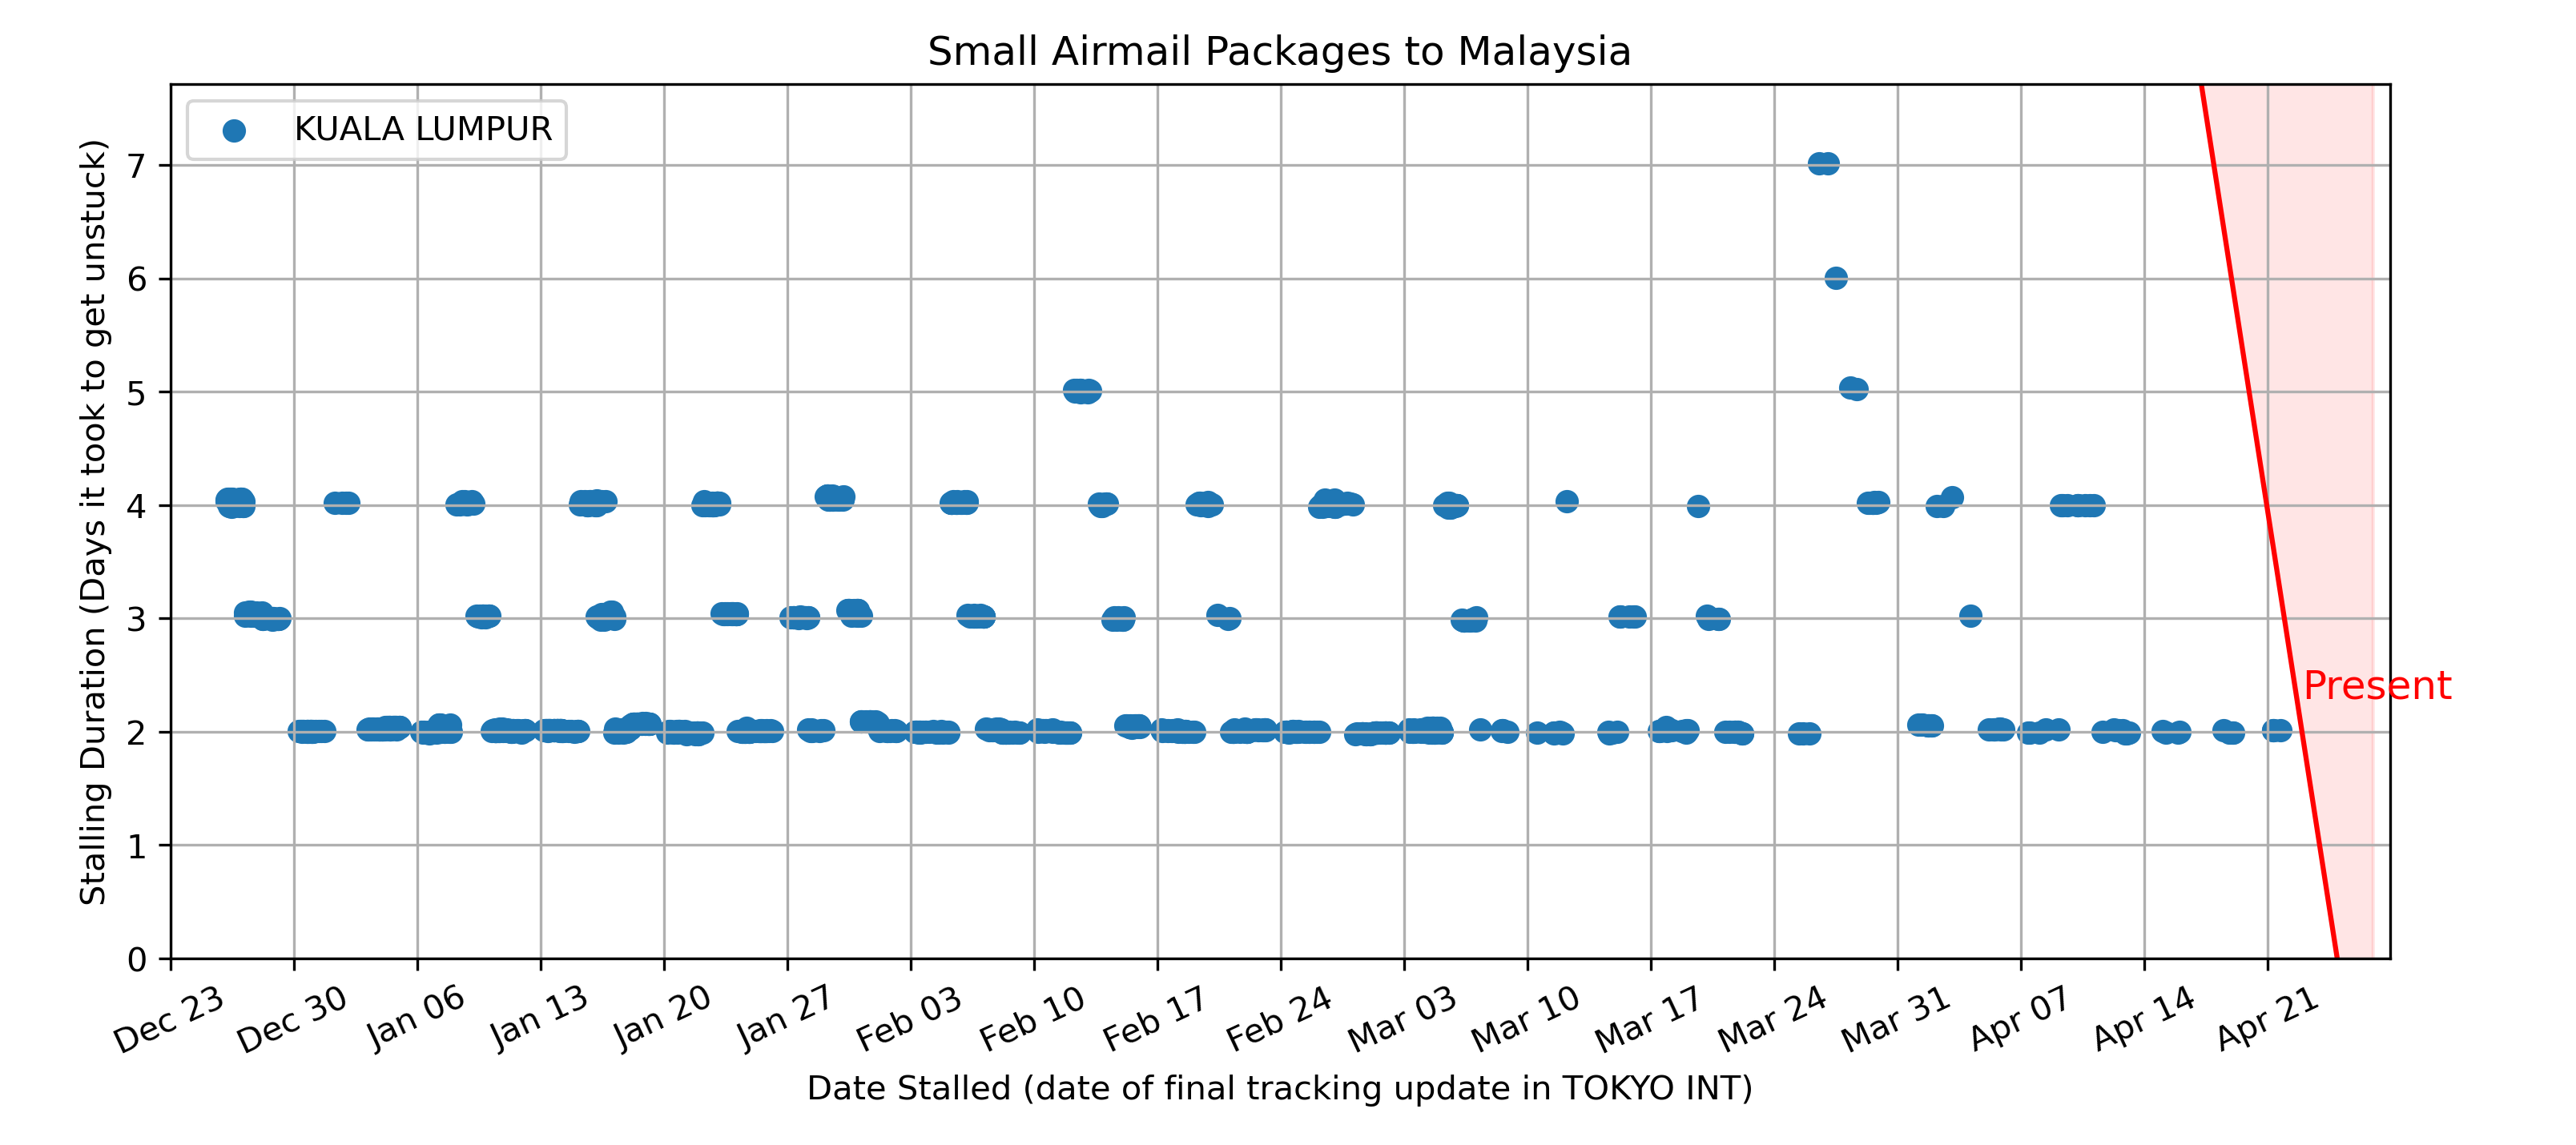 Small Airmail Packages to Malaysia
KUALA LUMPUR
Stalling Duration (Days it took to get unstuck)
7
6
5
4
3
2
1
0
Present
Dec 23
Dec 30
Jan 06
Jan 13
Jan 20
Jan 27
Feb 03
Feb 10
Feb 17
Feb 24
Mar 03
Mar 10
Mar 17
Mar 24
Mar 31
Apr 07
Apr 14
Apr 21
Date Stalled (date of final tracking update in TOKYO INT)